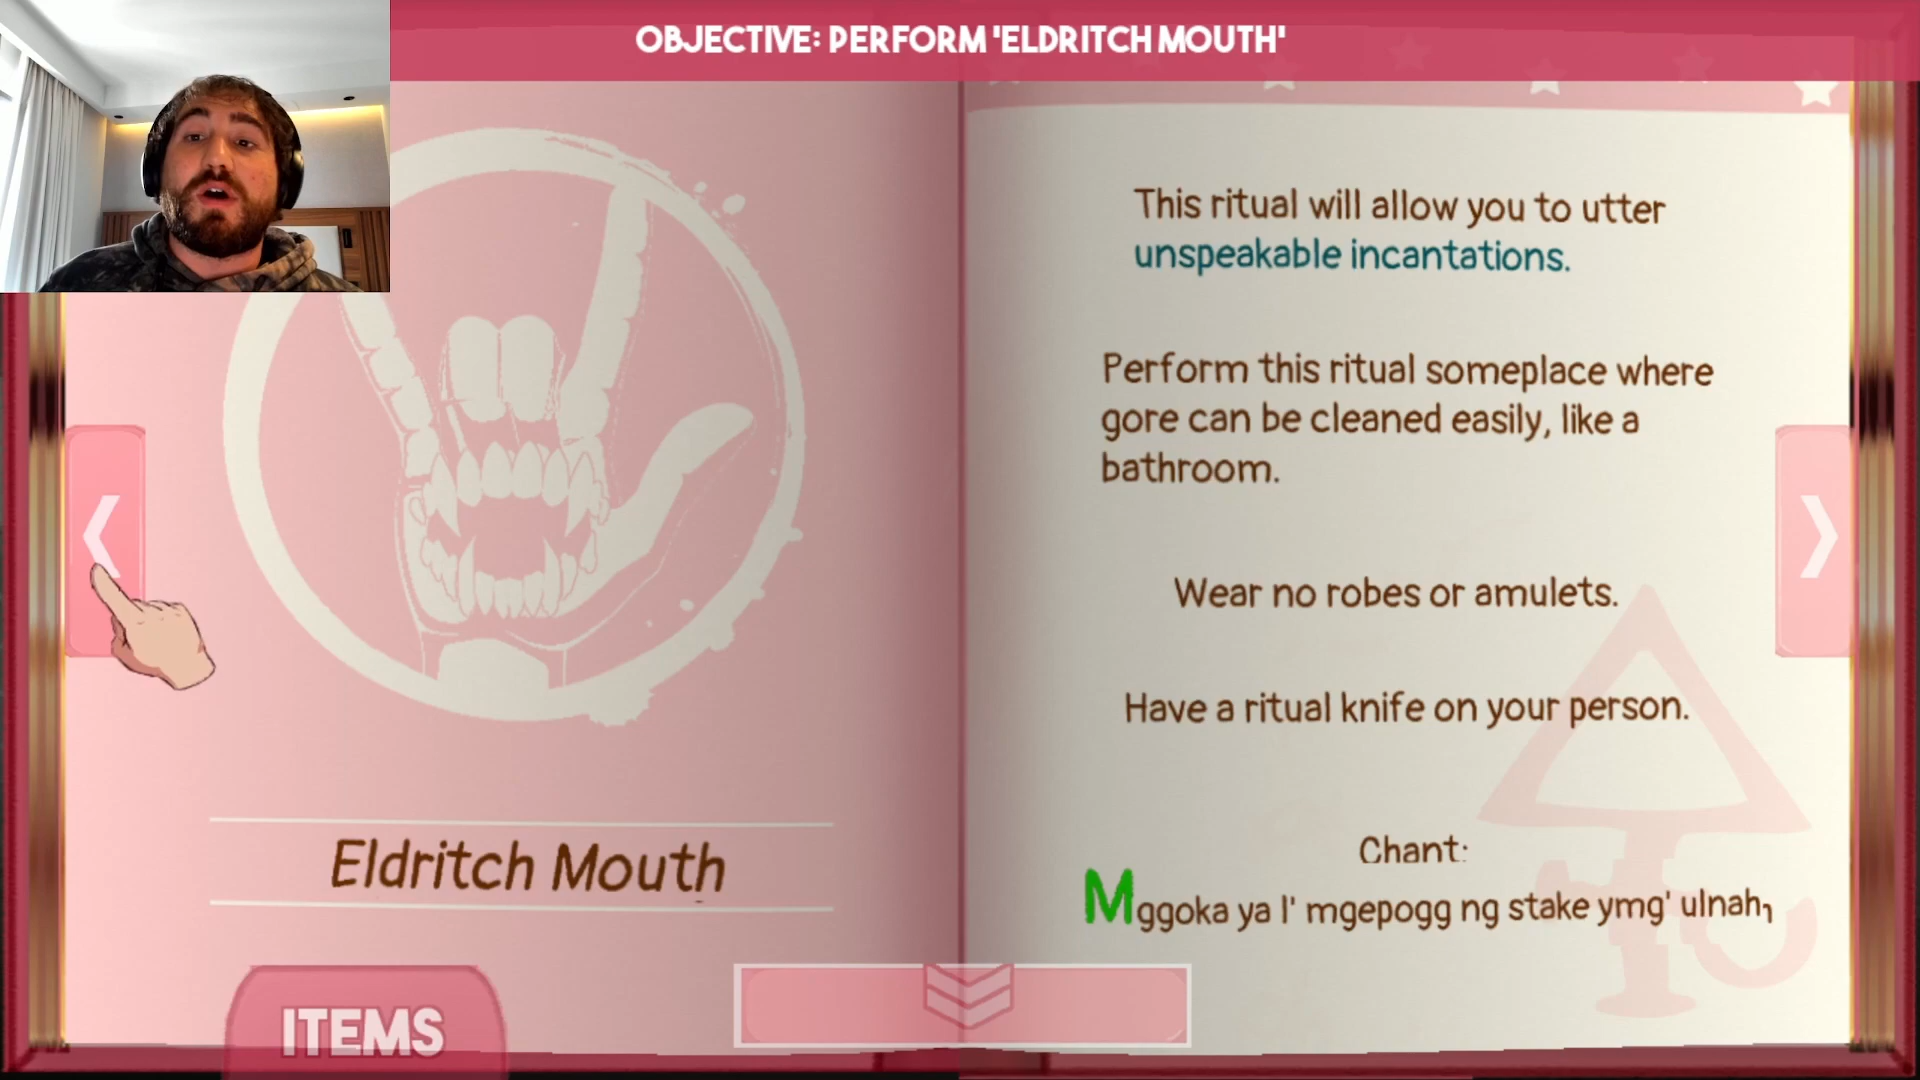 OBJECTIVE: PERFORM 'ELDRITCH MOUTH'
This ritual will allow you to utter
unspeakable incantations.
Perform this ritual someplace where
gore can be cleaned easily, like a
bathroom.
Wear no robes or amulets.
Have a ritual knife on your person.
Chant:
Mggoka ya l' mgepogg ng stake ymg' ulnah,
Eldritch Mouth
ITEMS